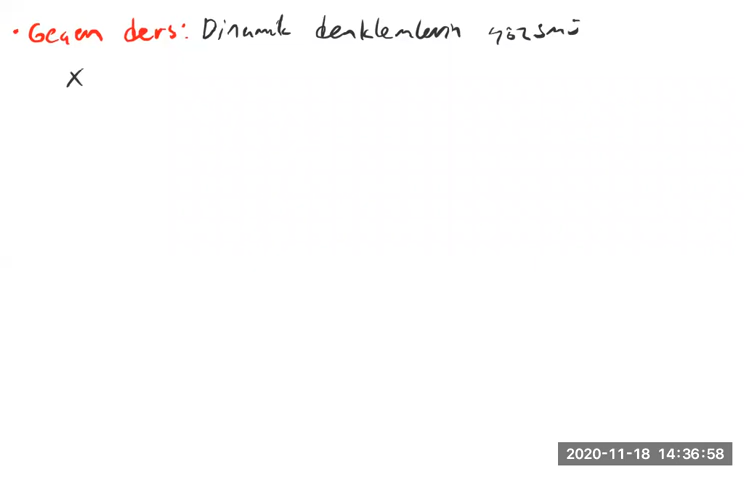 • Geçen ders: Dinamik denklemlerin çözümü
X
2020-11-18 14:36:58